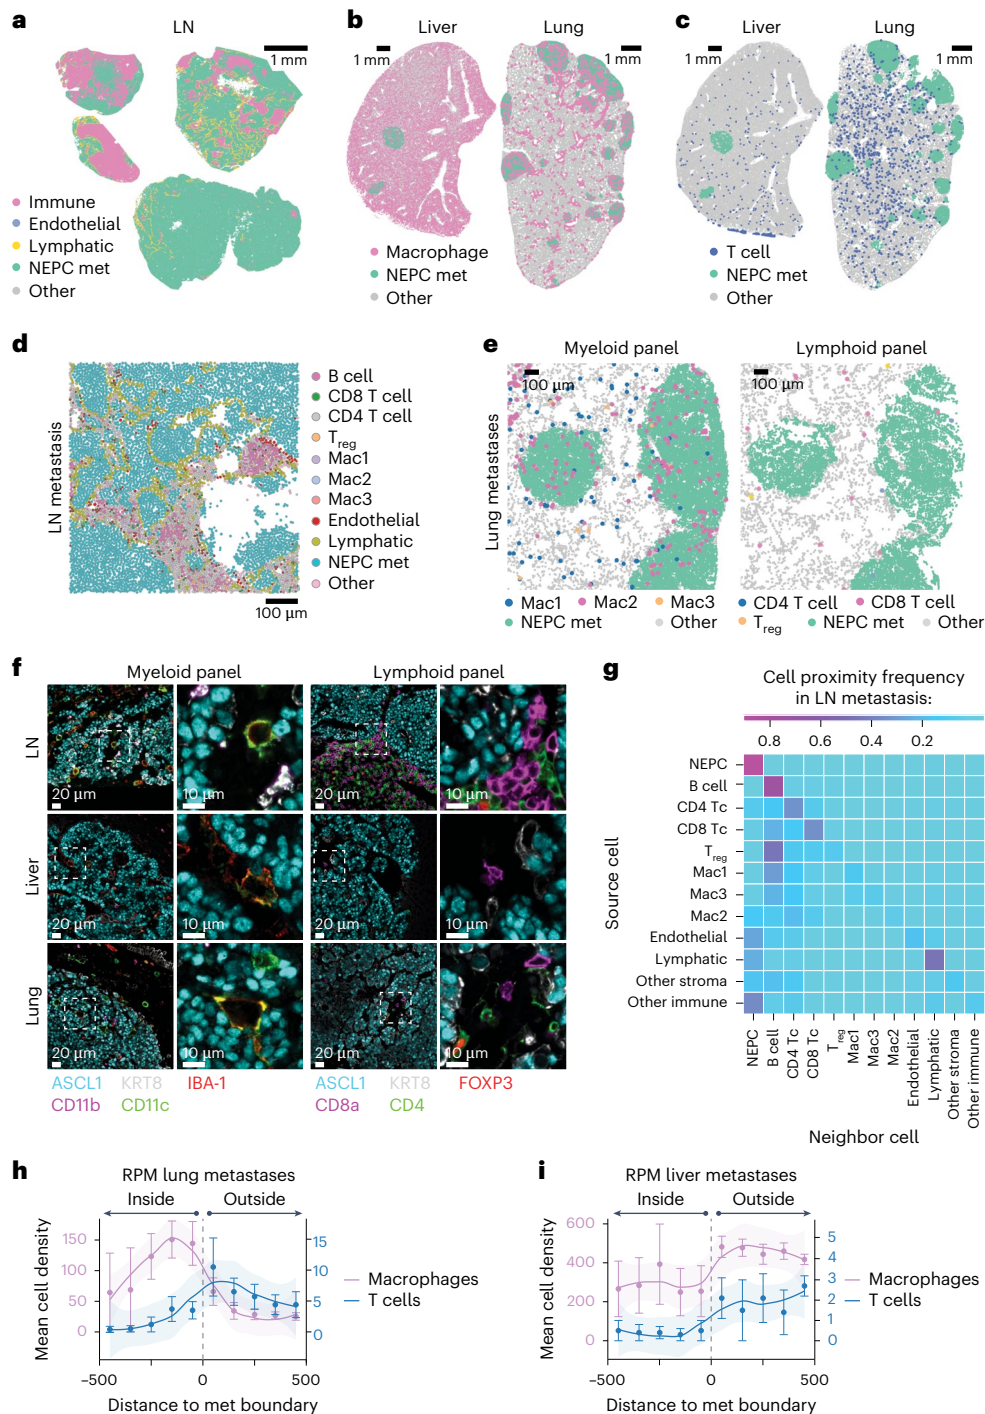 a
LN
1 mm
Immune
Endothelial
Lymphatic
NEPC met
Other
b
Liver
Lung
1 mm
1 mm
Macrophage
NEPC met
Other
c
Liver
Lung
1 mm
1 mm
T cell
NEPC met
Other
d
LN metastasis
B cell
CD8 T cell
CD4 T cell
Treg
Mac1
Mac2
Mac3
Endothelial
Lymphatic
NEPC met
Other
100 µm
e
Myeloid panel
Lymphoid panel
Lung metastases
100 µm
100 µm
Mac1 Mac2 Mac3
NEPC met Other
CD4 T cell CD8 T cell
Treg NEPC met Other
f
Myeloid panel
Lymphoid panel
LN
20 µm
10 µm
20 µm
10 µm
Liver
20 µm
10 µm
20 µm
10 µm
Lung
20 µm
10 µm
20 µm
10 µm
ASCL1 KRT8 IBA-1
CD11b CD11c
ASCL1 KRT8 FOXP3
CD8a CD4
g
Cell proximity frequency
in LN metastasis:
0.8 0.6 0.4 0.2
Source cell
NEPC
B cell
CD4 Tc
CD8 Tc
Treg
Mac1
Mac3
Mac2
Endothelial
Lymphatic
Other stroma
Other immune
NEPC
B cell
CD4 Tc
CD8 Tc
Treg
Mac1
Mac3
Mac2
Endothelial
Lymphatic
Other stroma
Other immune
Neighbor cell
h
RPM lung metastases
Inside Outside
Mean cell density
150
100
50
0
15
10
5
0
Macrophages
T cells
−500 0 500
Distance to met boundary
i
RPM liver metastases
Inside Outside
Mean cell density
600
400
200
0
5
4
3
2
1
0
Macrophages
T cells
−500 0 500
Distance to met boundary